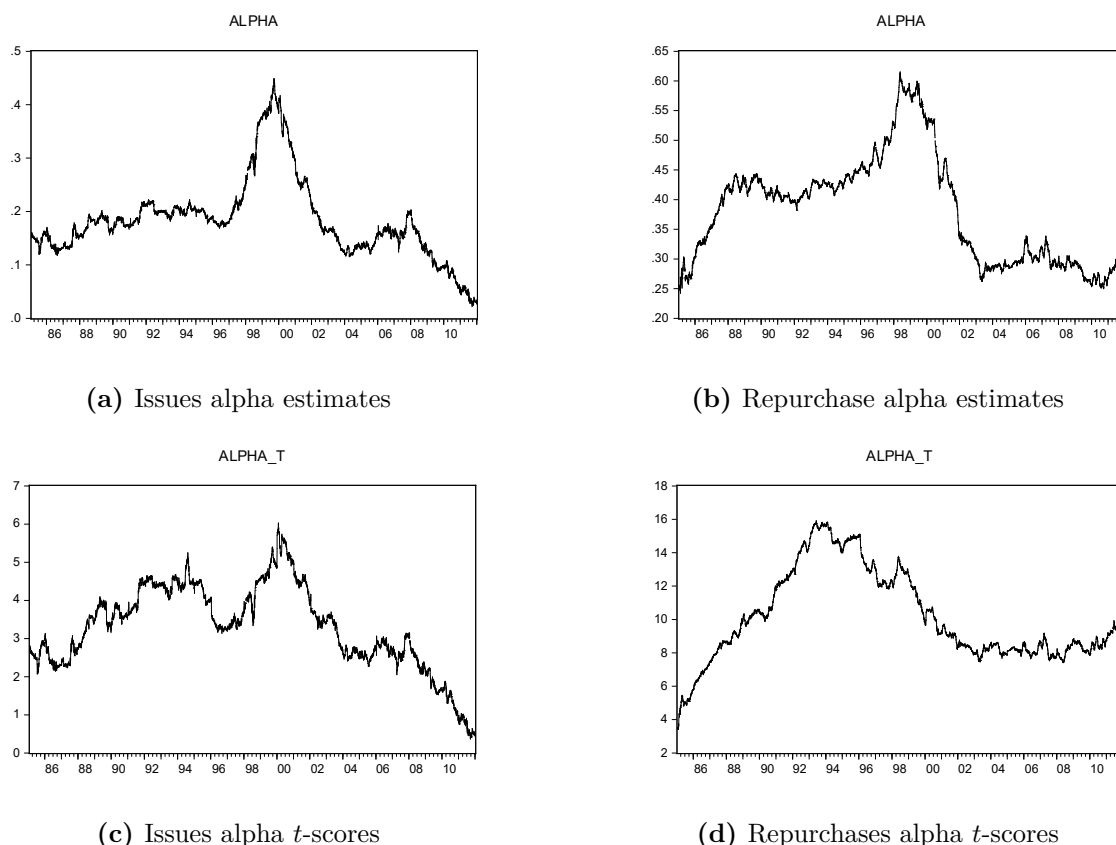 ALPHA
.5
.4
.3
.2
.1
.0
86 88 90 92 94 96 98 00 02 04 06 08 10
(a) Issues alpha estimates
ALPHA
.65
.60
.55
.50
.45
.40
.35
.30
.25
.20
86 88 90 92 94 96 98 00 02 04 06 08 10
(b) Repurchase alpha estimates
ALPHA_T
7
6
5
4
3
2
1
0
86 88 90 92 94 96 98 00 02 04 06 08 10
(c) Issues alpha t-scores
ALPHA_T
18
16
14
12
10
8
6
4
2
86 88 90 92 94 96 98 00 02 04 06 08 10
(d) Repurchases alpha t-scores